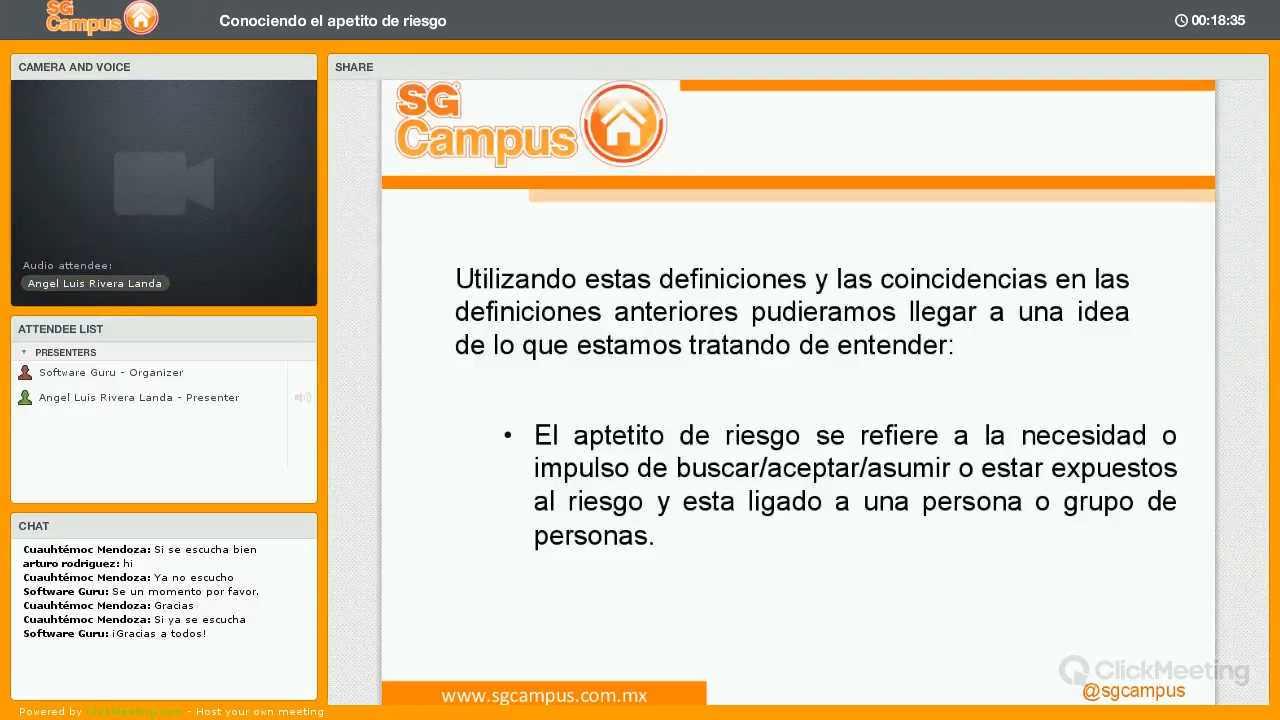 SG Campus
Conociendo el apetito de riesgo
00:18:35
CAMERA AND VOICE
Audio attendee:
Angel Luis Rivera Landa
ATTENDEE LIST
PRESENTERS
Software Guru - Organizer
Angel Luis Rivera Landa - Presenter
CHAT
Cuauhtémoc Mendoza: Si se escucha bien
arturo rodriguez: hi
Cuauhtémoc Mendoza: Ya no escucho
Software Guru: Se un momento por favor.
Cuauhtémoc Mendoza: Gracias
Cuauhtémoc Mendoza: Si ya se escucha
Software Guru: ¡Gracias a todos!
Powered by ClickMeeting.com - Host your own meeting
SHARE
SG
Campus
Utilizando estas definiciones y las coincidencias en las
definiciones anteriores pudieramos llegar a una idea
de lo que estamos tratando de entender:
• El aptetito de riesgo se refiere a la necesidad o
impulso de buscar/aceptar/asumir o estar expuestos
al riesgo y esta ligado a una persona o grupo de
personas.
www.sgcampus.com.mx
ClickMeeting
@sgcampus